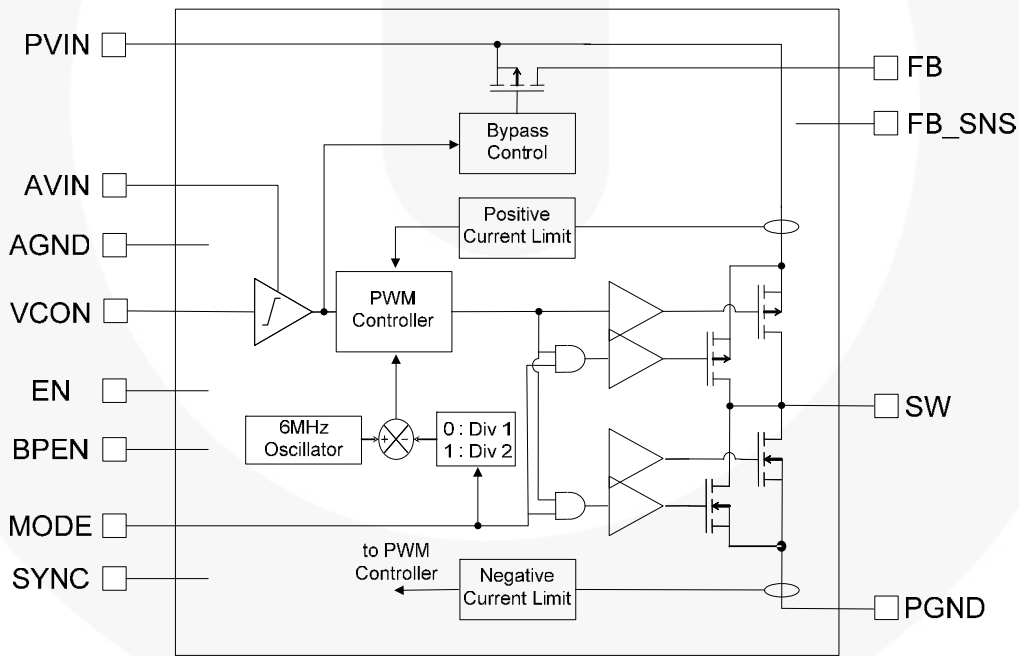 PVIN
FB
Bypass
Control
FB_SNS
AVIN
Positive
Current Limit
AGND
VCON
PWM
Controller
EN
SW
6MHz
Oscillator
+
-
0 : Div 1
1 : Div 2
BPEN
MODE
to PWM
Controller
Negative
Current Limit
SYNC
PGND